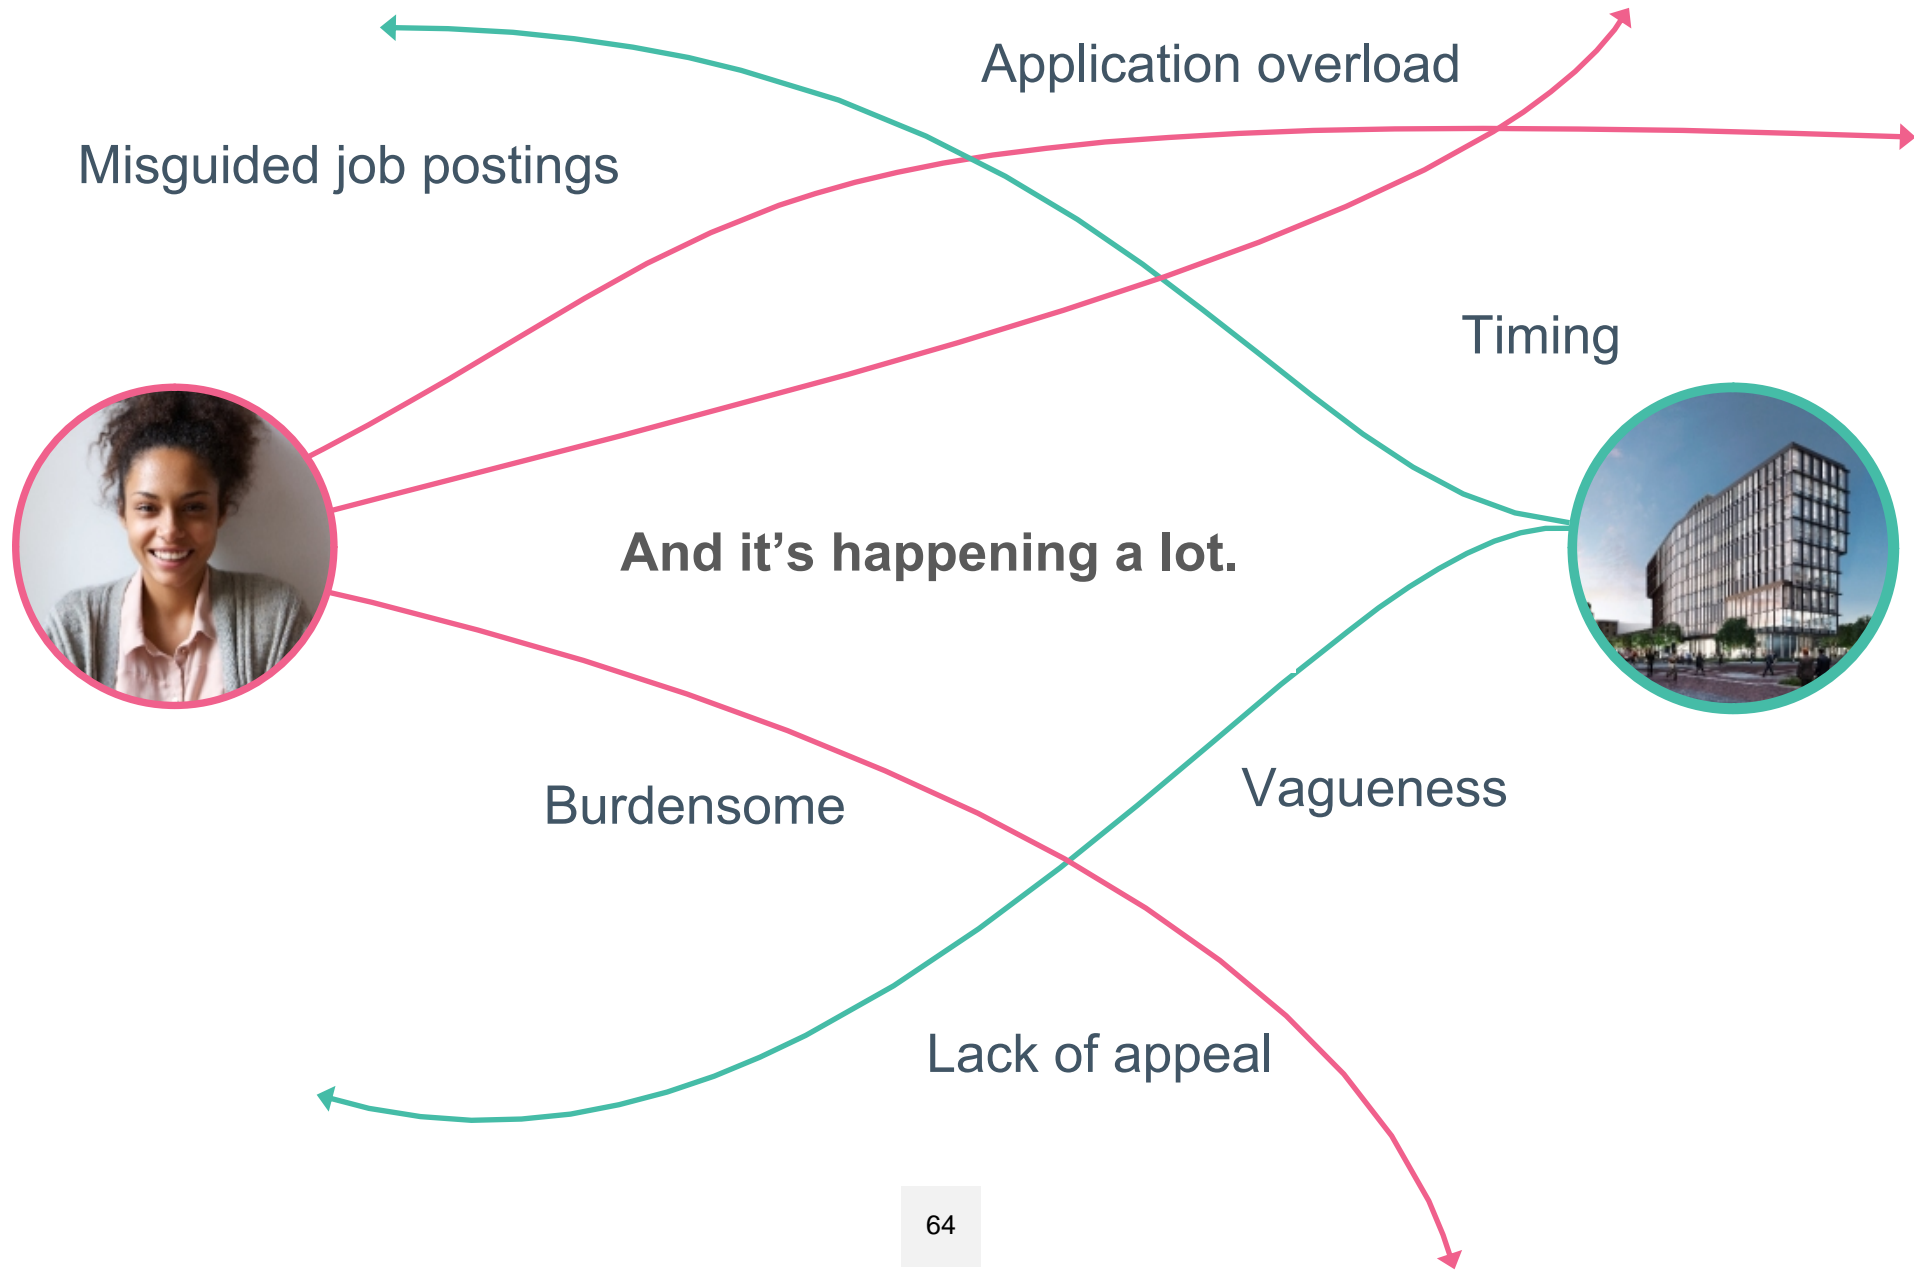 Application overload
Misguided job postings
Timing
And it’s happening a lot.
Burdensome
Vagueness
Lack of appeal
64